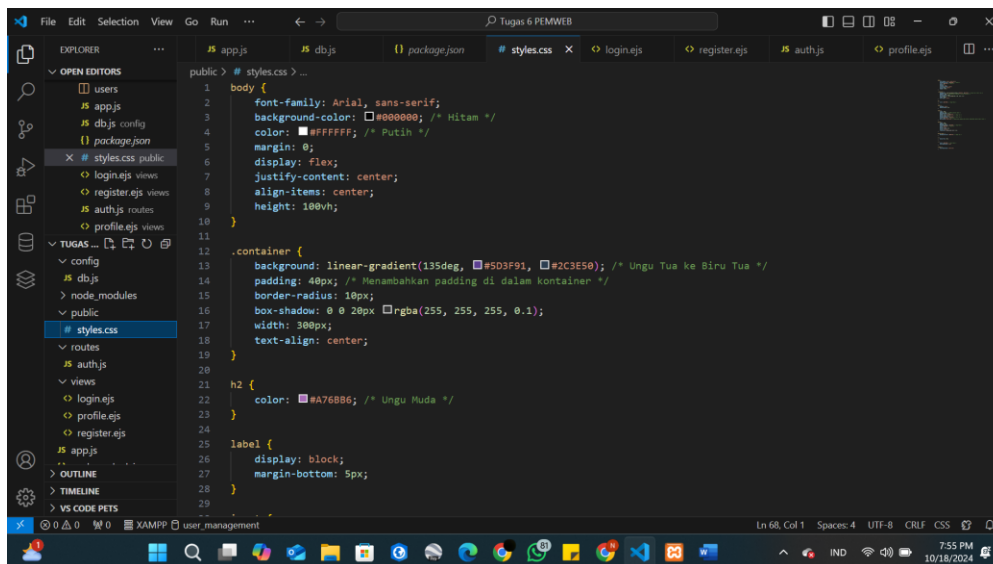 File Edit Selection View Go Run ... Tugas 6 PEMWEB
EXPLORER ... JS app.js JS db.js {} package.json # styles.css login.ejs register.ejs JS auth.js profile.ejs ...
OPEN EDITORS
users
JS app.js
JS db.js config
{} package.json
# styles.css public
login.ejs views
register.ejs views
JS auth.js routes
profile.ejs views
TUGAS ...
config
JS db.js
node_modules
public
# styles.css
routes
JS auth.js
views
login.ejs
profile.ejs
register.ejs
JS app.js
OUTLINE
TIMELINE
VS CODE PETS
public > # styles.css > ...
1 body {
2 font-family: Arial, sans-serif;
3 background-color: #000000; /* Hitam */
4 color: #FFFFFF; /* Putih */
5 margin: 0;
6 display: flex;
7 justify-content: center;
8 align-items: center;
9 height: 100vh;
10 }
11
12 .container {
13 background: linear-gradient(135deg, #5D3F91, #2C3E50); /* Ungu Tua ke Biru Tua */
14 padding: 40px; /* Menambahkan padding di dalam kontainer */
15 border-radius: 10px;
16 box-shadow: 0 0 20px rgba(255, 255, 255, 0.1);
17 width: 300px;
18 text-align: center;
19 }
20
21 h2 {
22 color: #A76BB6; /* Ungu Muda */
23 }
24
25 label {
26 display: block;
27 margin-bottom: 5px;
28 }
29
0 0 0 XAMPP user_management Ln 68, Col 1 Spaces: 4 UTF-8 CRLF CSS
81
IND
7:55 PM
10/18/2024